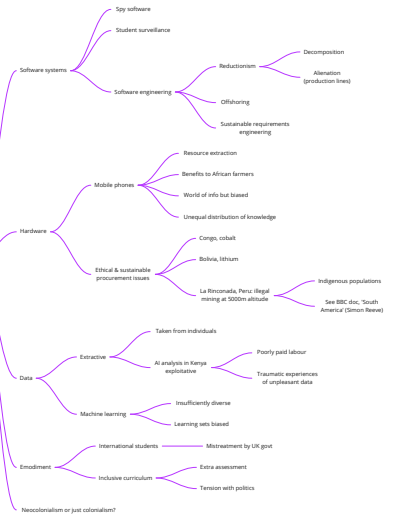 Spy software
Student surveillance
Software systems
Software engineering
Reductionism
Decomposition
Alienation
(production lines)
Offshoring
Sustainable requirements
engineering
Hardware
Mobile phones
Resource extraction
Benefits to African farmers
World of info but biased
Unequal distribution of knowledge
Ethical & sustainable
procurement issues
Congo, cobalt
Bolivia, lithium
La Rinconada, Peru: illegal
mining at 5000m altitude
Indigenous populations
See BBC doc, 'South
America' (Simon Reeve)
Data
Extractive
Taken from individuals
AI analysis in Kenya
exploitative
Poorly paid labour
Traumatic experiences
of unpleasant data
Machine learning
Insufficiently diverse
Learning sets biased
Emodiment
International students
Mistreatment by UK govt
Inclusive curriculum
Extra assessment
Tension with politics
Neocolonialism or just colonialism?